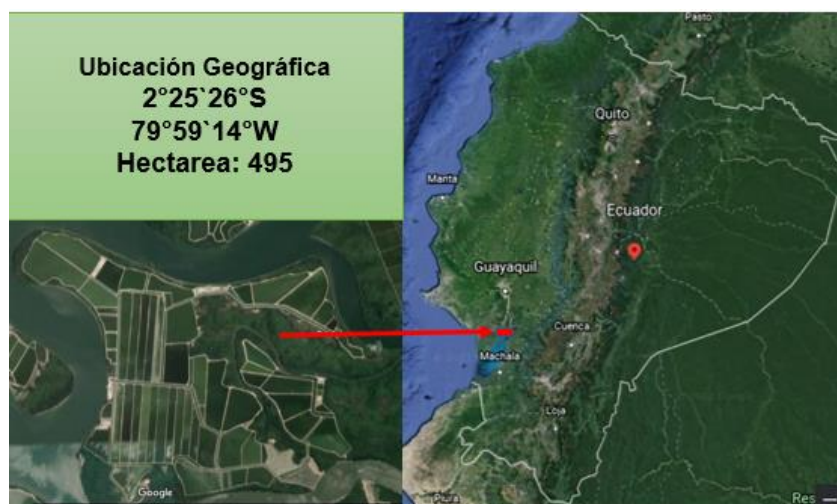 Ubicación Geográfica
2°25`26°S
79°59`14°W
Hectarea: 495
Google
Pasto
Quito
Manta
Ecuador
Guayaquil
Cuenca
Machala
Loja
Piura
Res